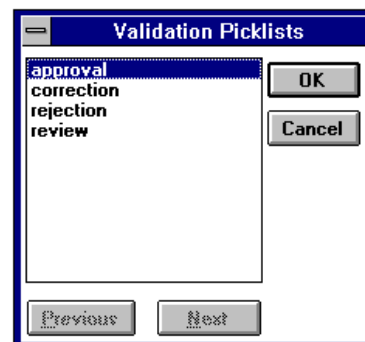 Validation Picklists
approval
correction
rejection
review
OK
Cancel
Previous
Next